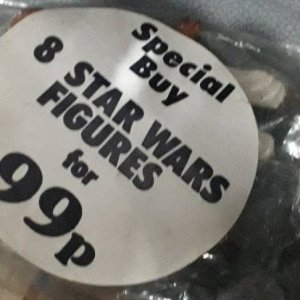 Special
Buy
8 STAR WARS
FIGURES
for
99p